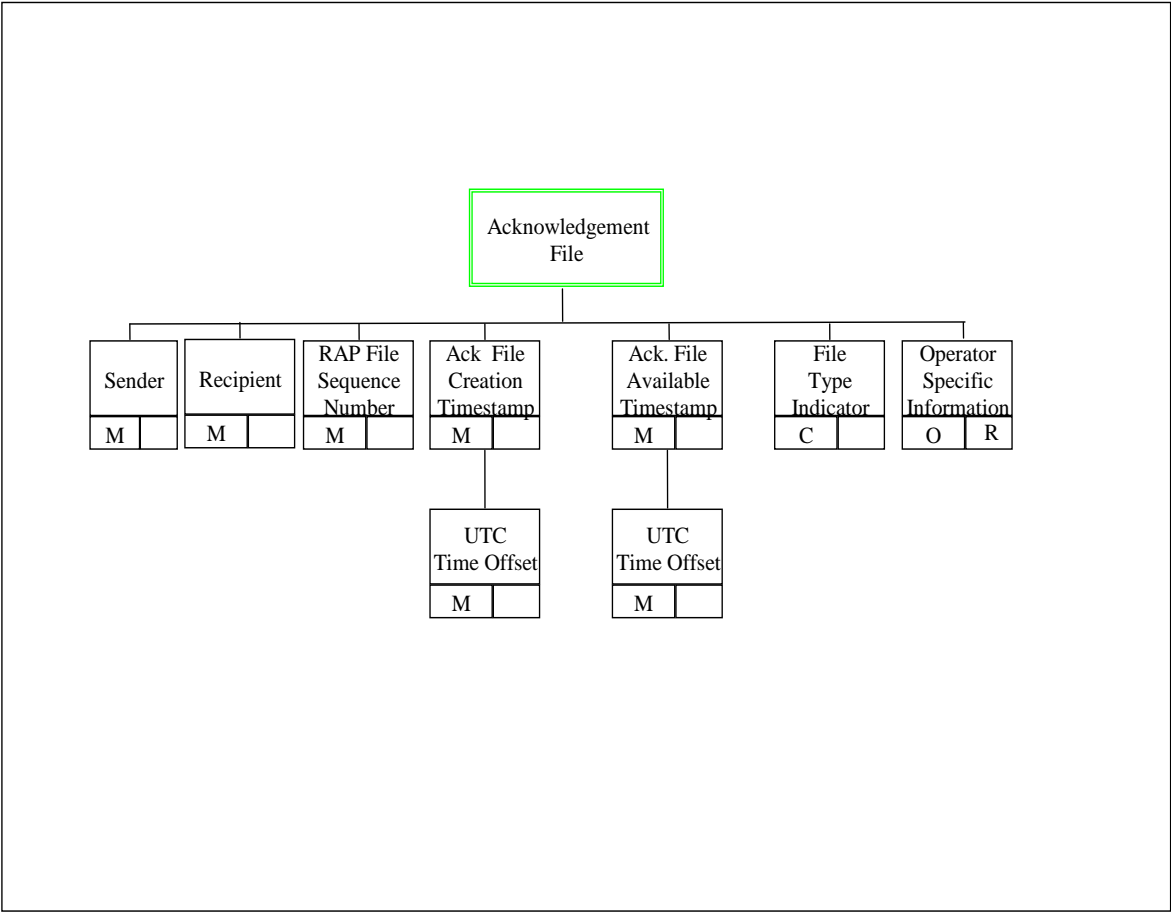 Acknowledgement
File
Sender
M
Recipient
M
RAP File
Sequence
Number
M
Ack File
Creation
Timestamp
M
Ack. File
Available
Timestamp
M
File
Type
Indicator
C
Operator
Specific
Information
O R
UTC
Time Offset
M
UTC
Time Offset
M